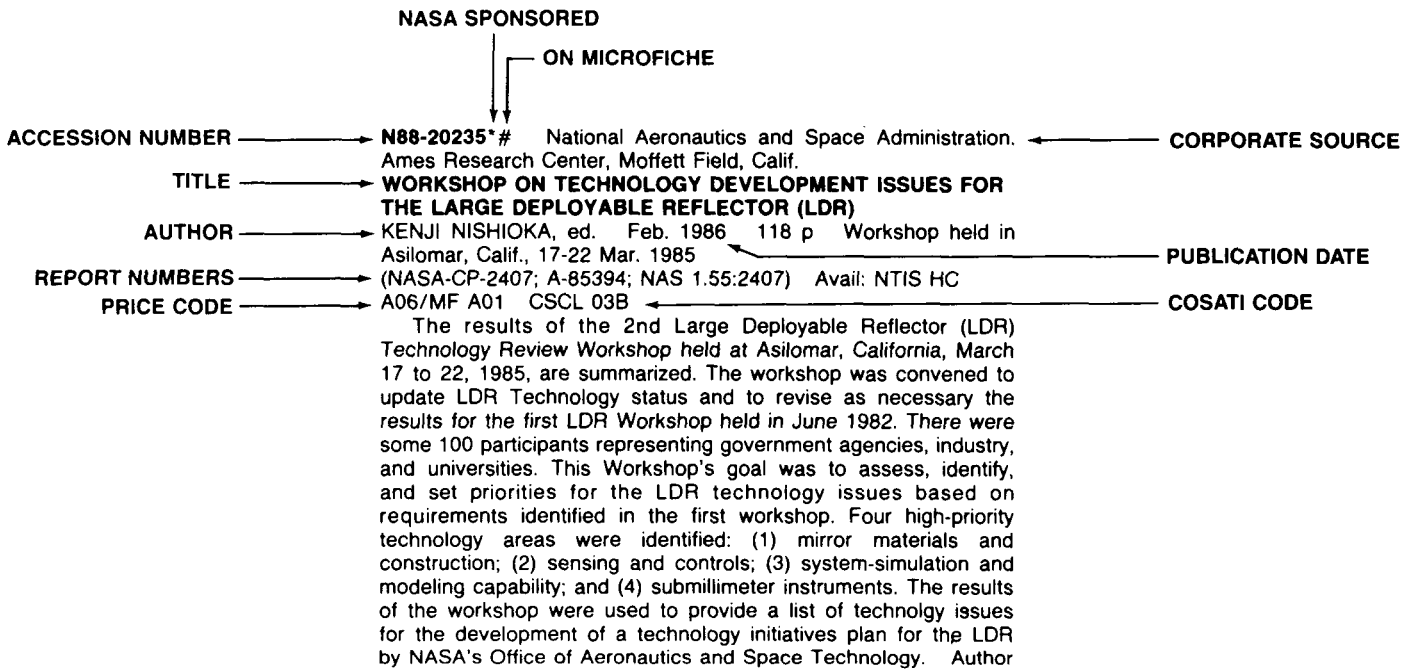 NASA SPONSORED
ON MICROFICHE
ACCESSION NUMBER N88-20235*# National Aeronautics and Space Administration. CORPORATE SOURCE
Ames Research Center, Moffett Field, Calif.
TITLE WORKSHOP ON TECHNOLOGY DEVELOPMENT ISSUES FOR
THE LARGE DEPLOYABLE REFLECTOR (LDR)
AUTHOR KENJI NISHIOKA, ed. Feb. 1986 118 p Workshop held in
Asilomar, Calif., 17-22 Mar. 1985 PUBLICATION DATE
REPORT NUMBERS (NASA-CP-2407; A-85394; NAS 1.55:2407) Avail: NTIS HC
PRICE CODE A06/MF A01 CSCL 03B COSATI CODE
The results of the 2nd Large Deployable Reflector (LDR)
Technology Review Workshop held at Asilomar, California, March
17 to 22, 1985, are summarized. The workshop was convened to
update LDR Technology status and to revise as necessary the
results for the first LDR Workshop held in June 1982. There were
some 100 participants representing government agencies, industry,
and universities. This Workshop's goal was to assess, identify,
and set priorities for the LDR technology issues based on
requirements identified in the first workshop. Four high-priority
technology areas were identified: (1) mirror materials and
construction; (2) sensing and controls; (3) system-simulation and
modeling capability; and (4) submillimeter instruments. The results
of the workshop were used to provide a list of technolgy issues
for the development of a technology initiatives plan for the LDR
by NASA's Office of Aeronautics and Space Technology. Author